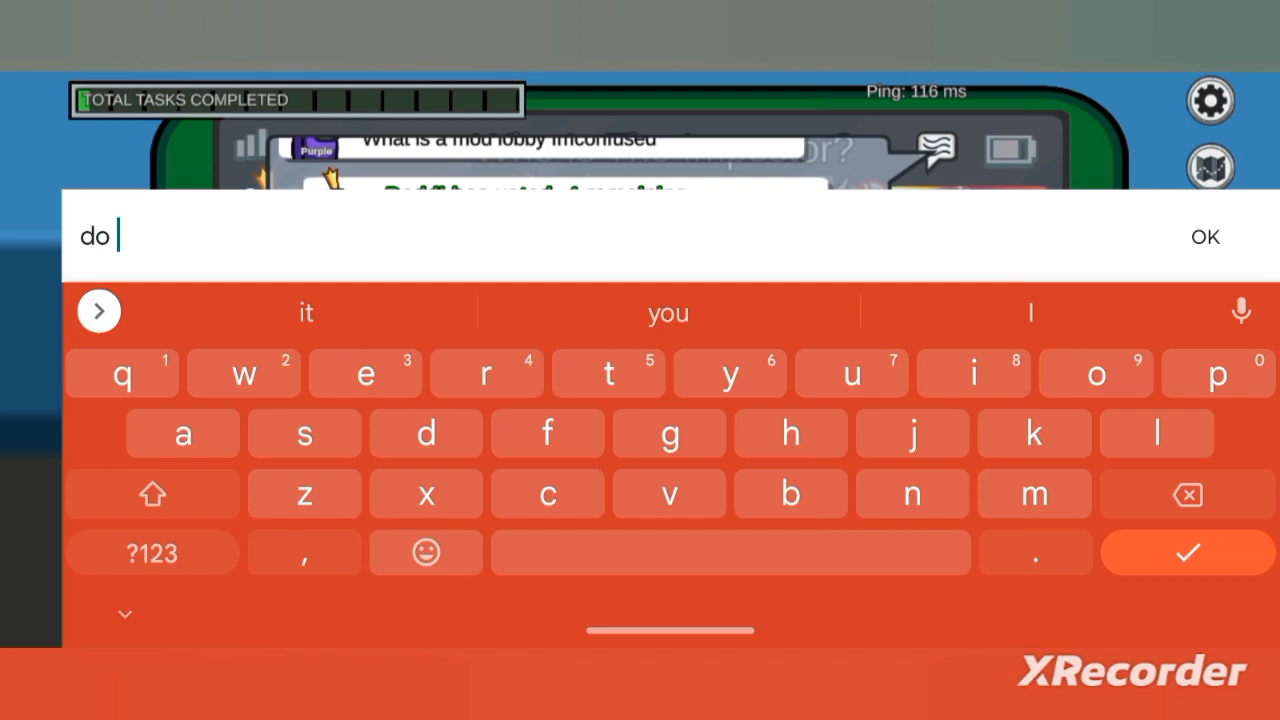 TOTAL TASKS COMPLETED
Ping: 116 ms
What is a mod lobby imconfused
Purple
do
OK
it
you
I
q 1 w 2 e 3 r 4 t 5 y 6 u 7 i 8 o 9 p 0
a s d f g h j k l
z x c v b n m
?123 , .
XRecorder